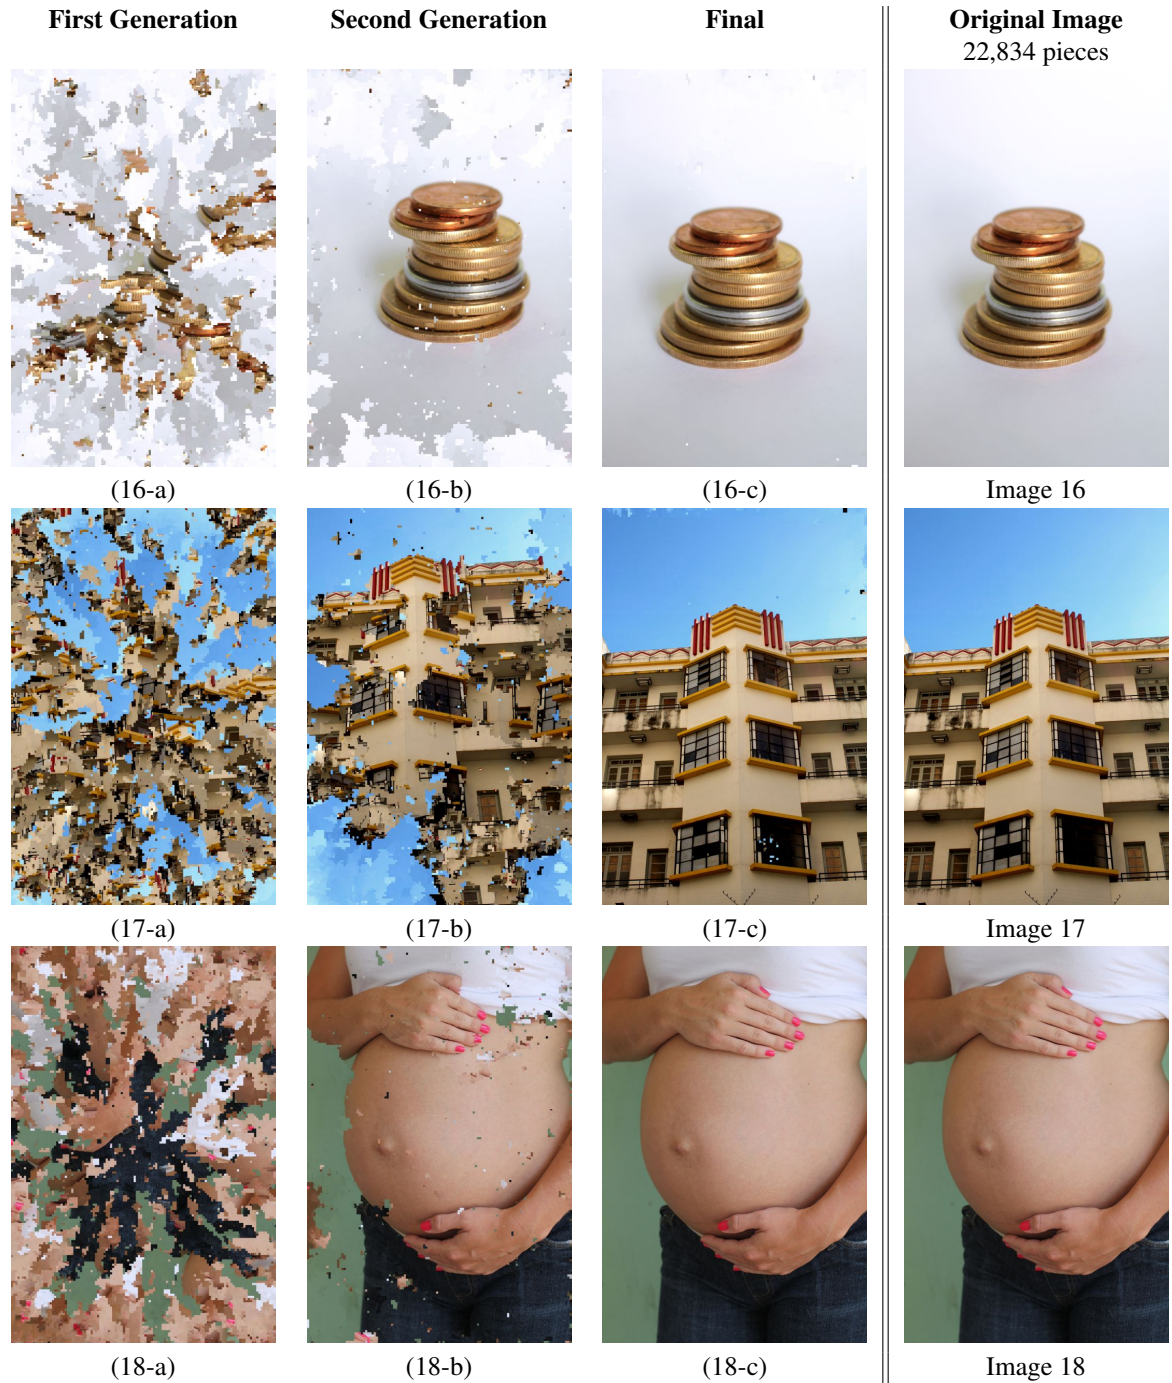 First Generation
Second Generation
Final
Original Image
22,834 pieces
(16-a)
(16-b)
(16-c)
Image 16
(17-a)
(17-b)
(17-c)
Image 17
(18-a)
(18-b)
(18-c)
Image 18